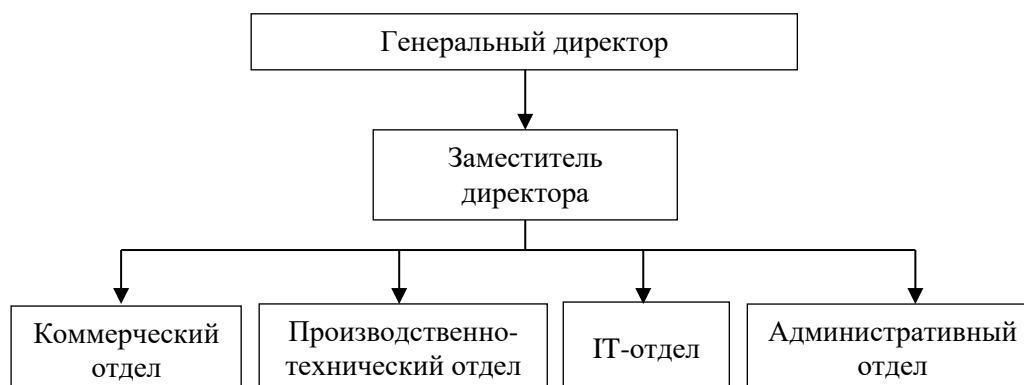 Генеральный директор
Заместитель
директора
Коммерческий
отдел
Производственно-
технический отдел
IT-отдел
Административный
отдел